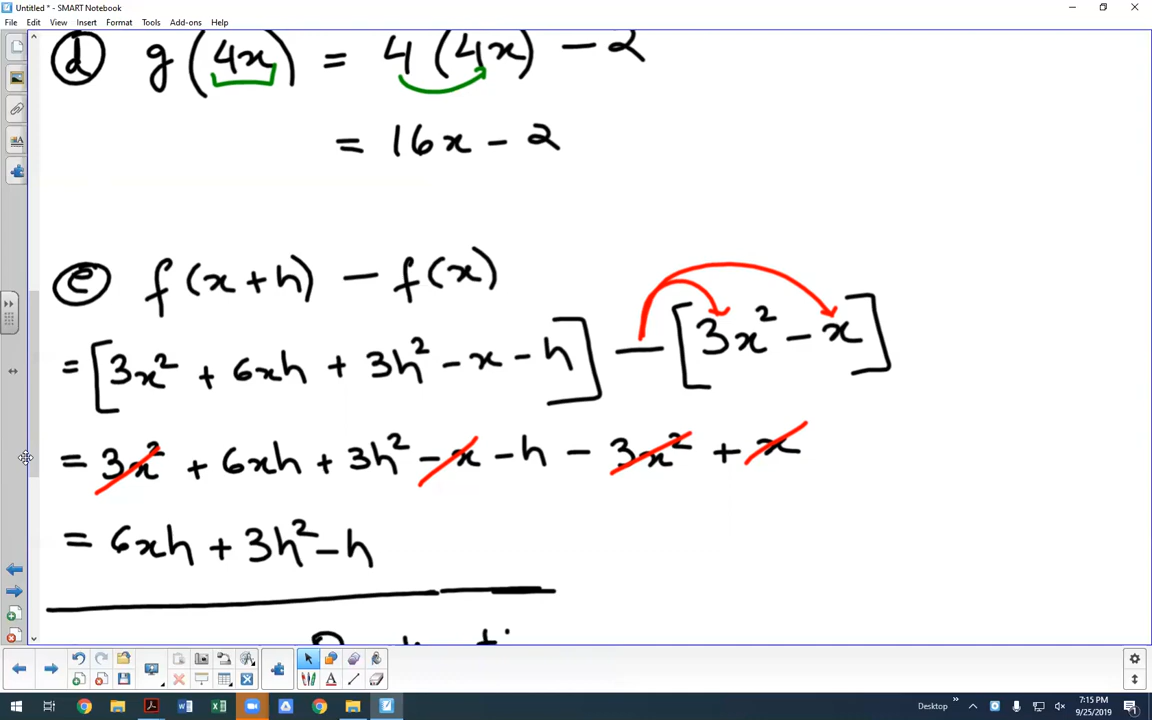 Untitled * - SMART Notebook
File Edit View Insert Format Tools Add-ons Help
(d) g(4x) = 4(4x) - 2
= 16x - 2
(e) f(x+h) - f(x)
= [3x² + 6xh + 3h² - x - h] - [3x² - x]
= 3x² + 6xh + 3h² - x - h - 3x² + x
= 6xh + 3h² - h
Desktop
7:15 PM
9/25/2019